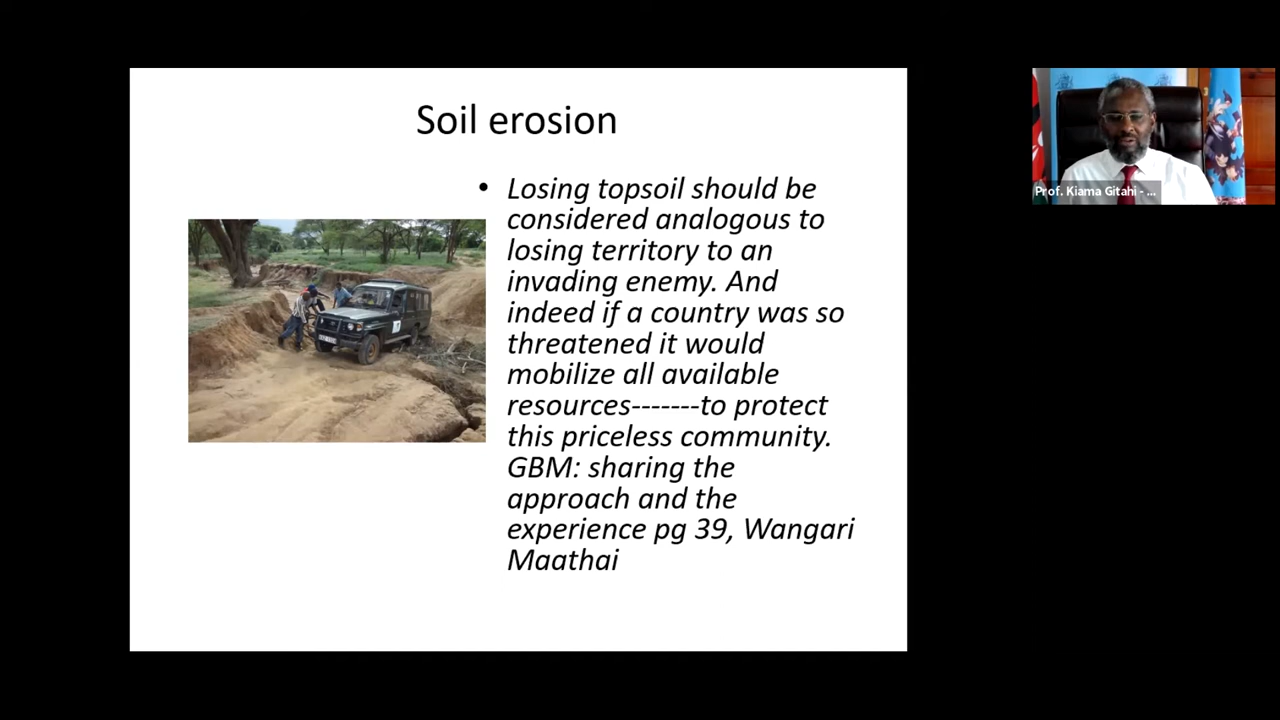 Soil erosion
• Losing topsoil should be
considered analogous to
losing territory to an
invading enemy. And
indeed if a country was so
threatened it would
mobilize all available
resources-------to protect
this priceless community.
GBM: sharing the
approach and the
experience pg 39, Wangari
Maathai
Prof. Kiama Gitahi - ...